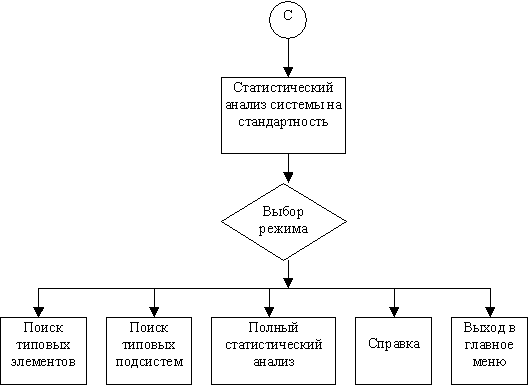 С
Статистический
анализ системы на
стандартность
Выбор
режима
Поиск
типовых
элементов
Поиск
типовых
подсистем
Полный
статистический
анализ
Справка
Выход в
главное
меню